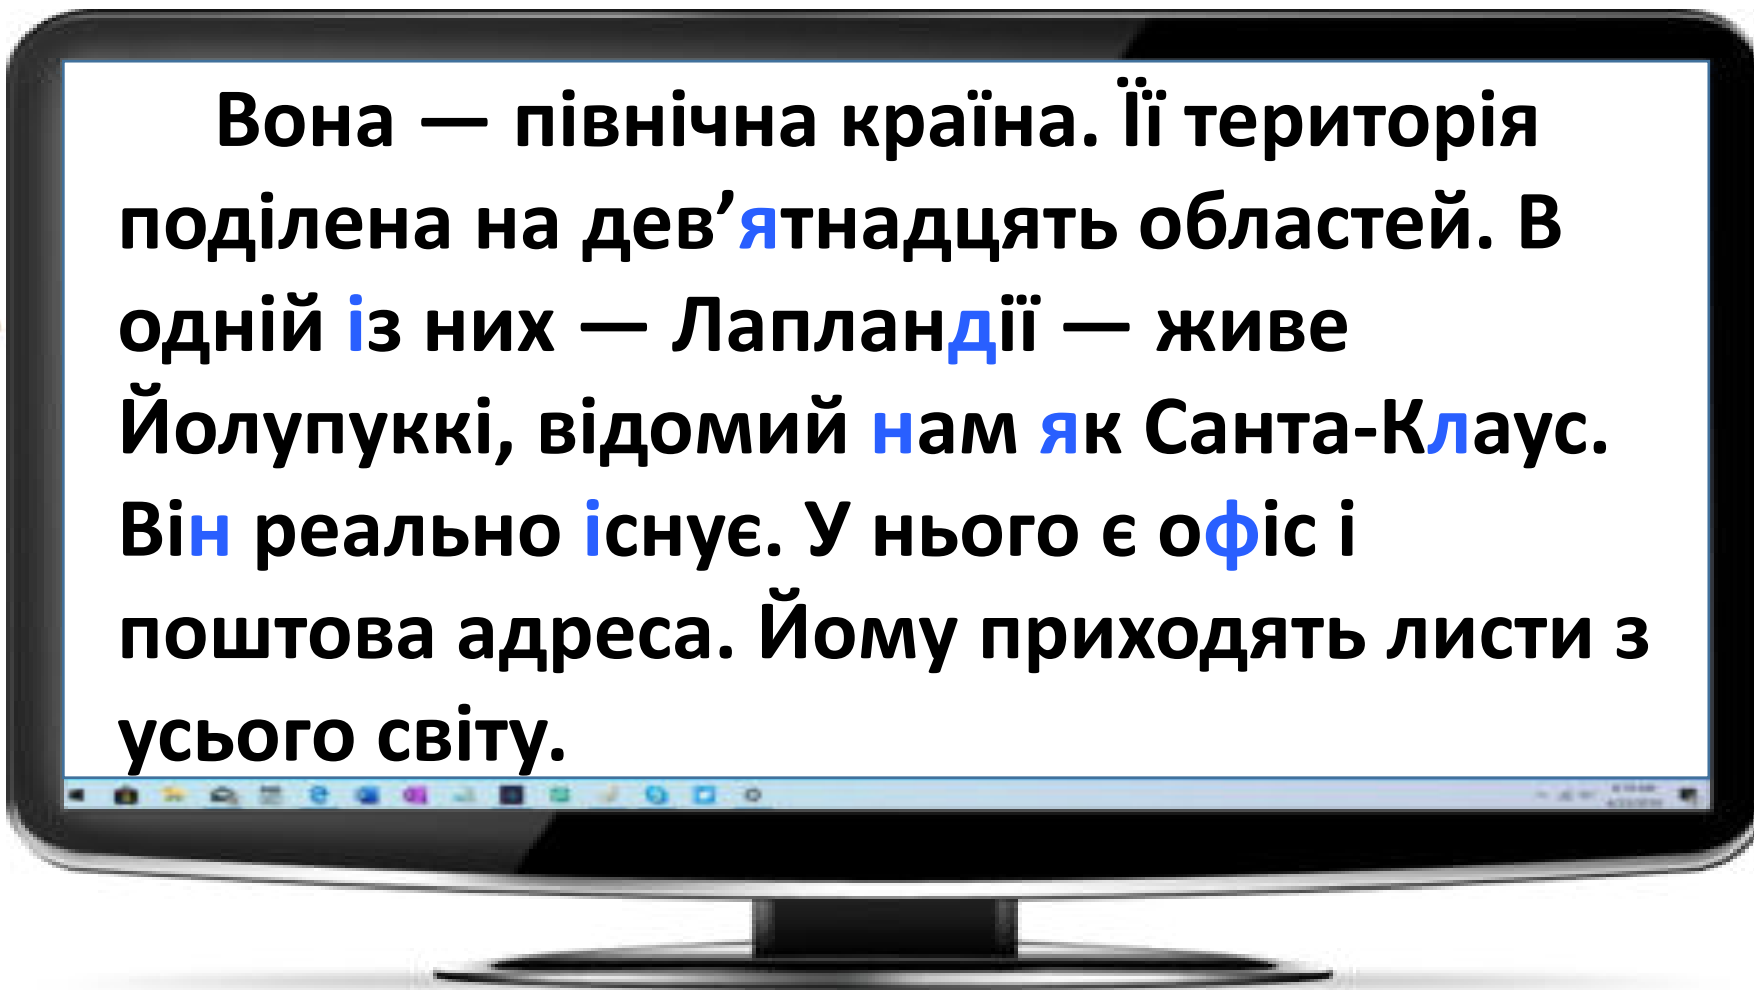 Вона — північна країна. Її територія
поділена на дев’ятнадцять областей. В
одній із них — Лапландії — живе
Йолупуккі, відомий нам як Санта-Клаус.
Він реально існує. У нього є офіс і
поштова адреса. Йому приходять листи з
усього світу.